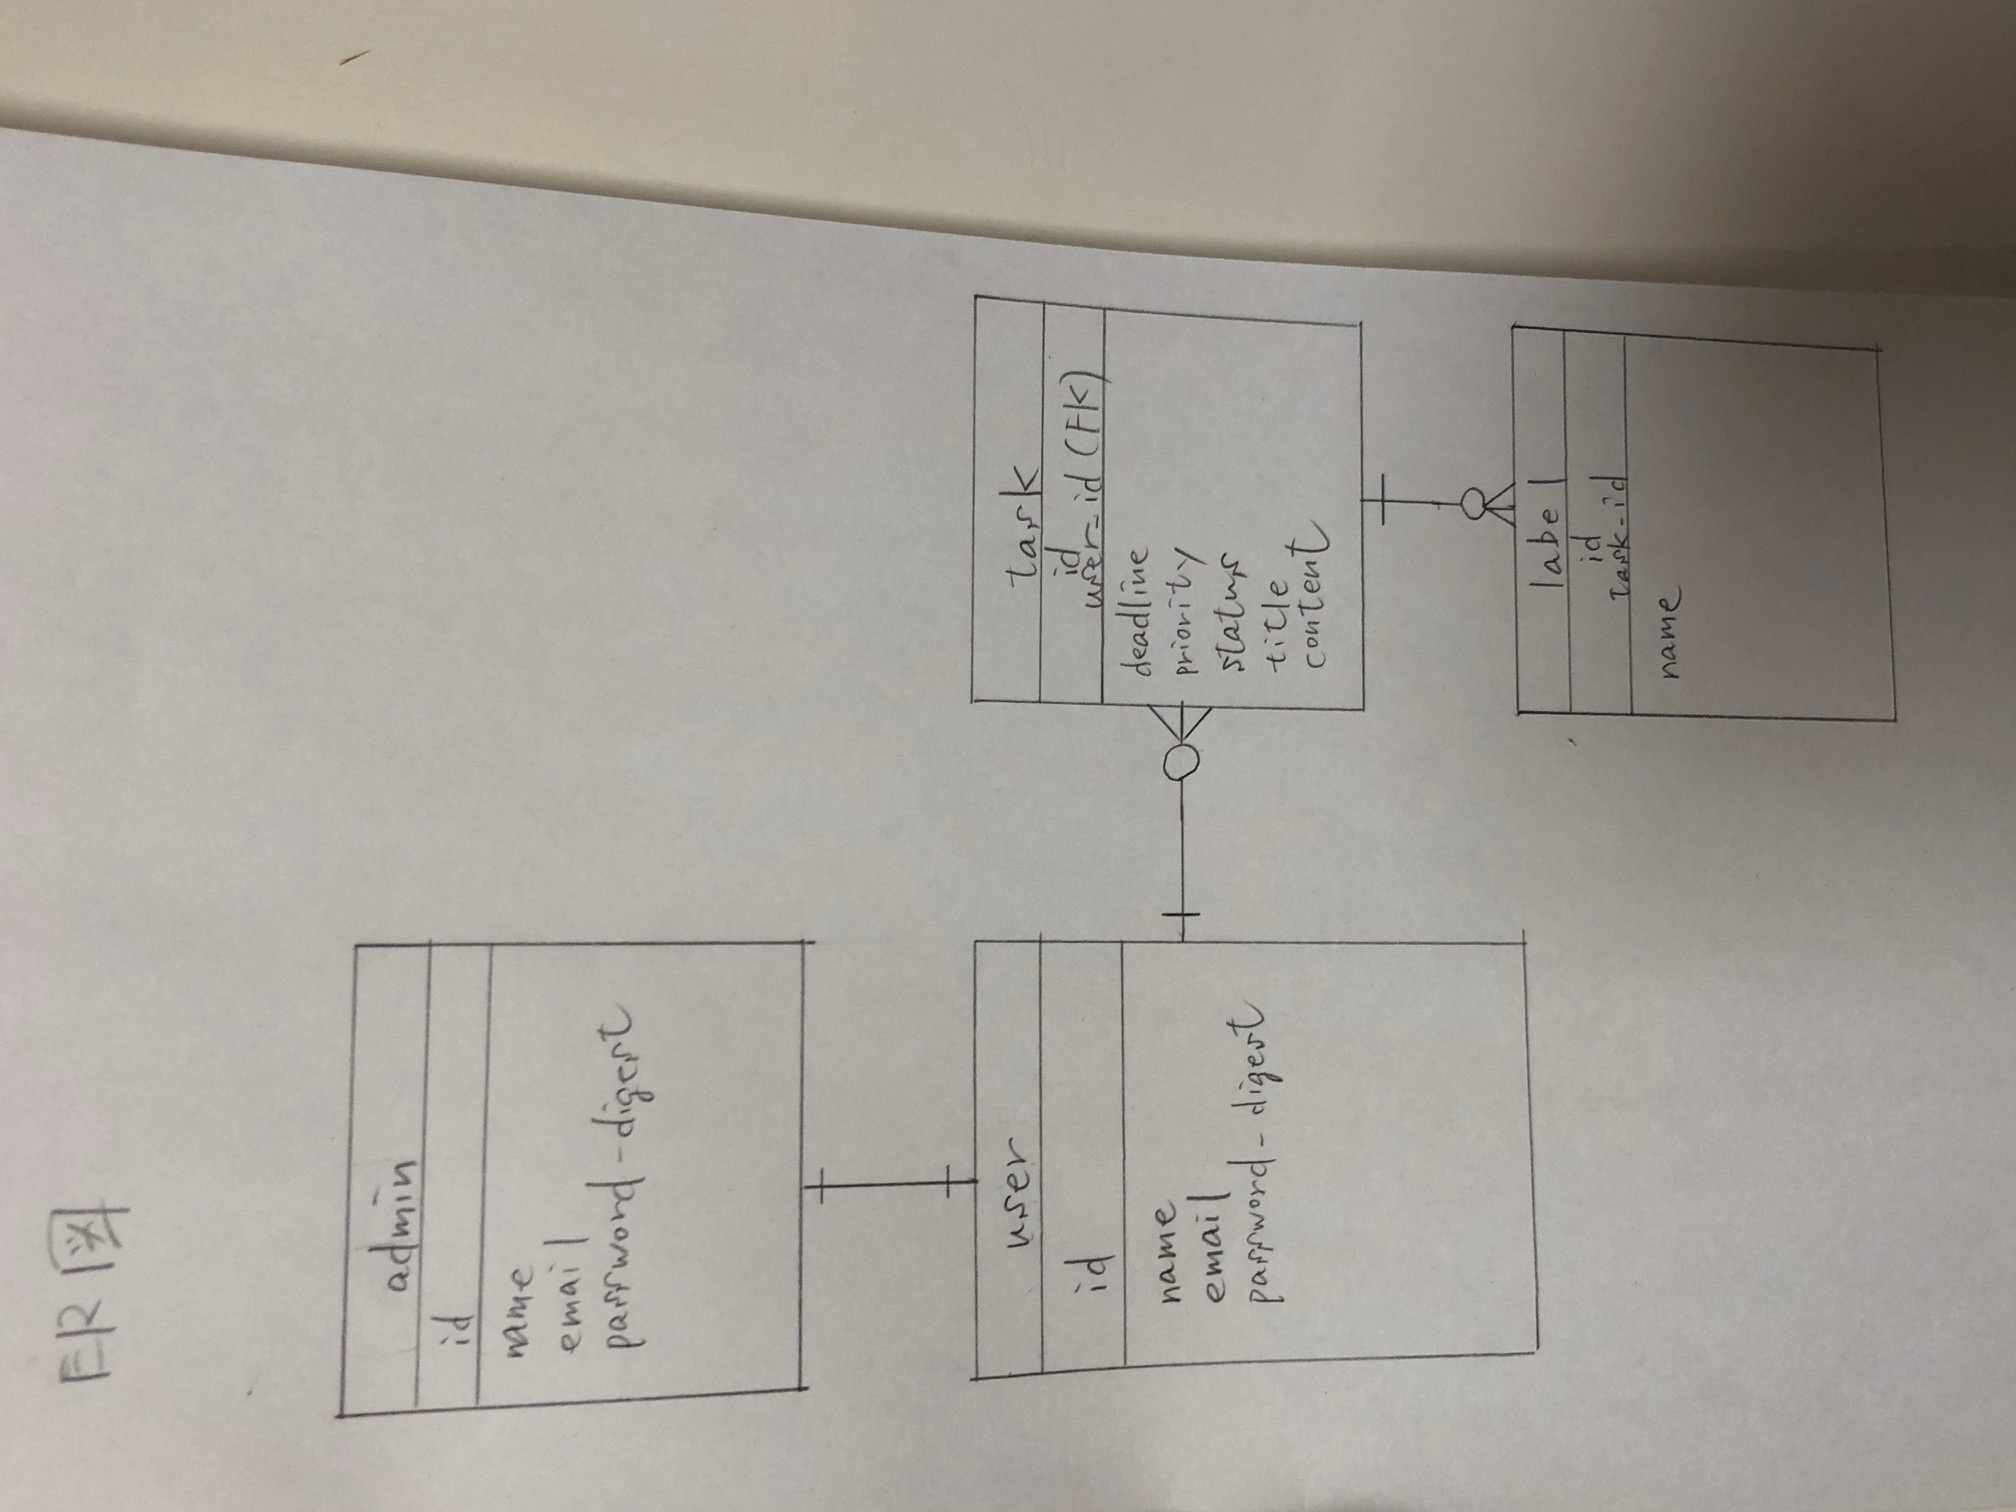 ER図
admin
id
name
email
password-digest
user
id
name
email
password-digest
task
id
user-id (FK)
deadline
priority
status
title
content
label
id
task-id
name